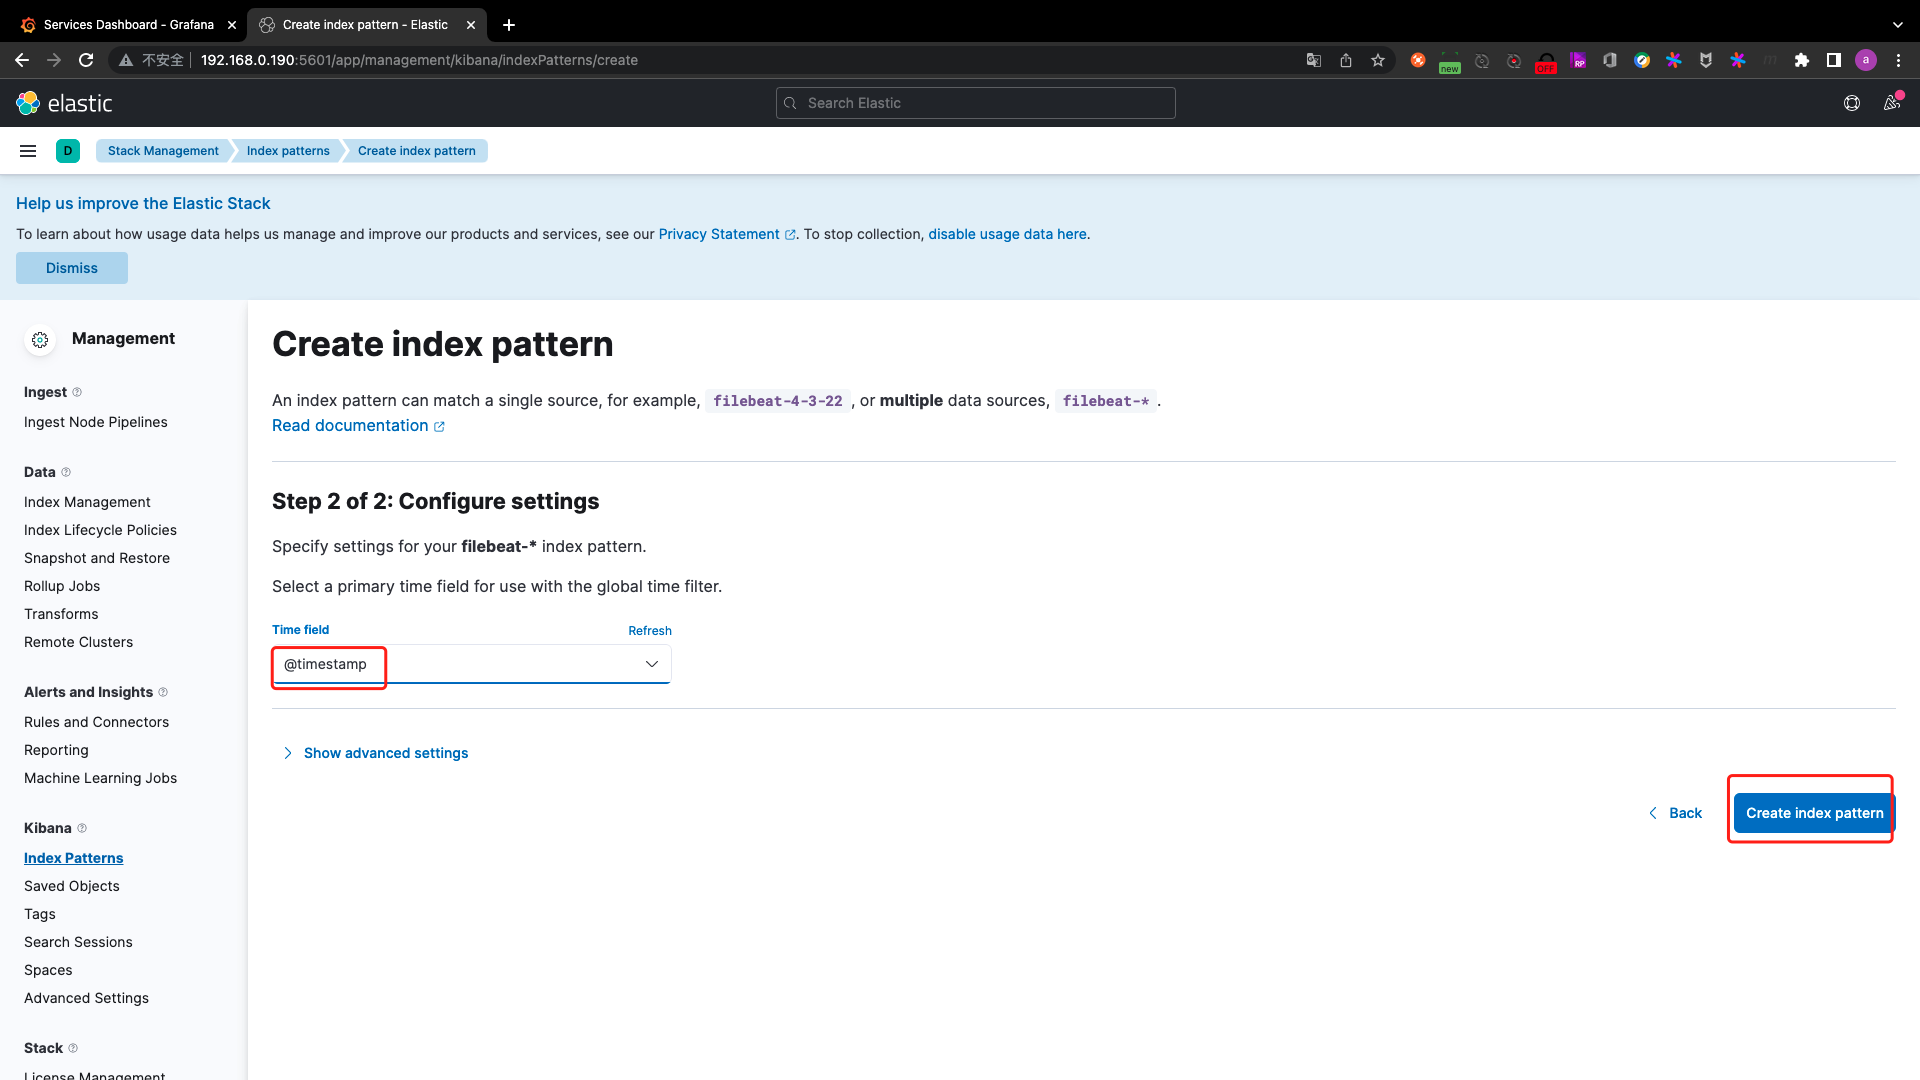 Services Dashboard - Grafana
Create index pattern - Elastic
不安全
192.168.0.190:5601/app/management/kibana/indexPatterns/create
new
OFF
RP
a
elastic
Search Elastic
D
Stack Management
Index patterns
Create index pattern
Help us improve the Elastic Stack
To learn about how usage data helps us manage and improve our products and services, see our Privacy Statement. To stop collection, disable usage data here.
Dismiss
Management
Ingest
Ingest Node Pipelines
Data
Index Management
Index Lifecycle Policies
Snapshot and Restore
Rollup Jobs
Transforms
Remote Clusters
Alerts and Insights
Rules and Connectors
Reporting
Machine Learning Jobs
Kibana
Index Patterns
Saved Objects
Tags
Search Sessions
Spaces
Advanced Settings
Stack
License Management
Create index pattern
An index pattern can match a single source, for example, filebeat-4-3-22, or multiple data sources, filebeat-*.
Read documentation
Step 2 of 2: Configure settings
Specify settings for your filebeat-* index pattern.
Select a primary time field for use with the global time filter.
Time field
Refresh
@timestamp
Show advanced settings
Back
Create index pattern